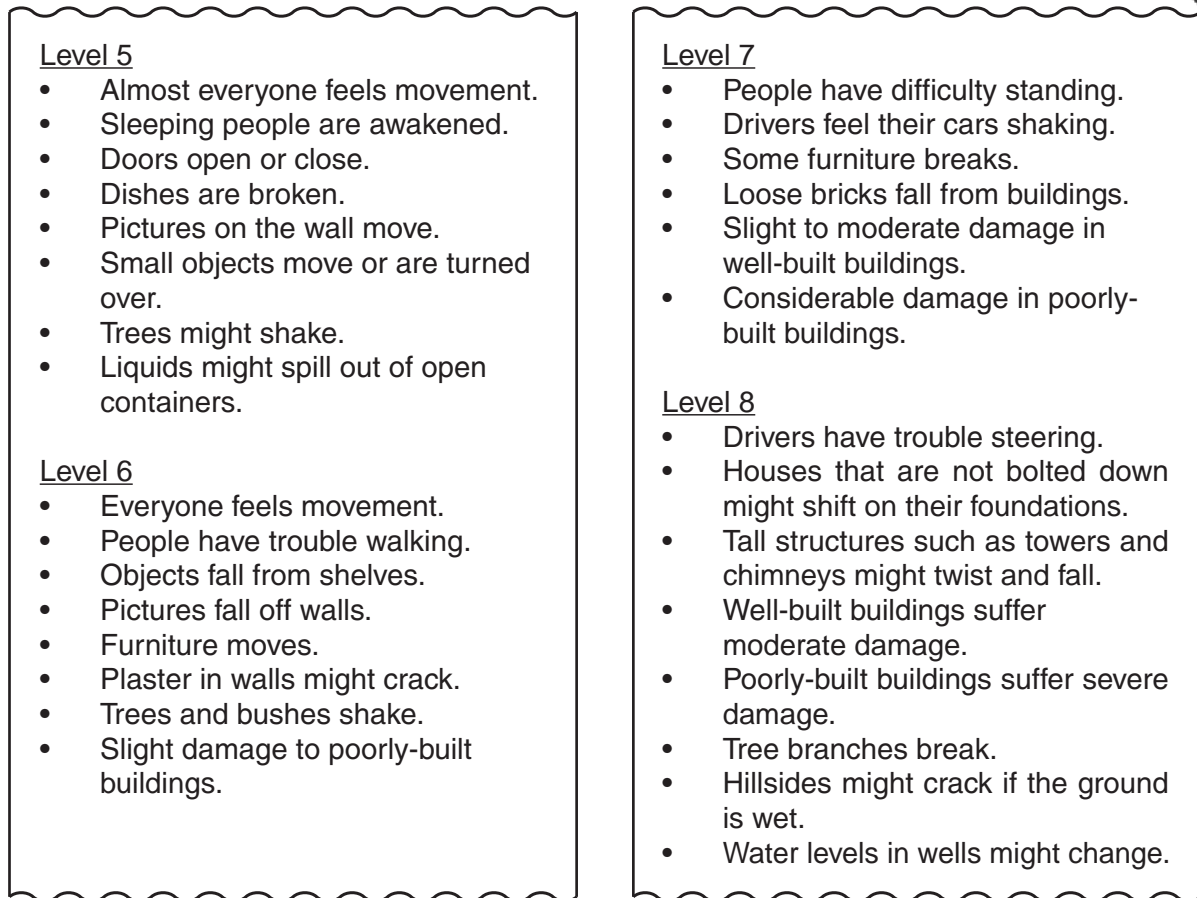 Level 5
• Almost everyone feels movement.
• Sleeping people are awakened.
• Doors open or close.
• Dishes are broken.
• Pictures on the wall move.
• Small objects move or are turned
over.
• Trees might shake.
• Liquids might spill out of open
containers.
Level 6
• Everyone feels movement.
• People have trouble walking.
• Objects fall from shelves.
• Pictures fall off walls.
• Furniture moves.
• Plaster in walls might crack.
• Trees and bushes shake.
• Slight damage to poorly-built
buildings.
Level 7
• People have difficulty standing.
• Drivers feel their cars shaking.
• Some furniture breaks.
• Loose bricks fall from buildings.
• Slight to moderate damage in
well-built buildings.
• Considerable damage in poorly-
built buildings.
Level 8
• Drivers have trouble steering.
• Houses that are not bolted down
might shift on their foundations.
• Tall structures such as towers and
chimneys might twist and fall.
• Well-built buildings suffer
moderate damage.
• Poorly-built buildings suffer severe
damage.
• Tree branches break.
• Hillsides might crack if the ground
is wet.
• Water levels in wells might change.